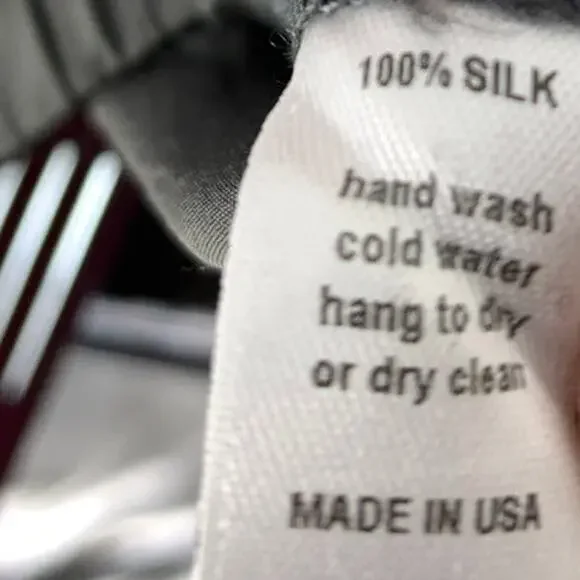 100% SILK
hand wash
cold water
hang to dry
or dry clean
MADE IN USA